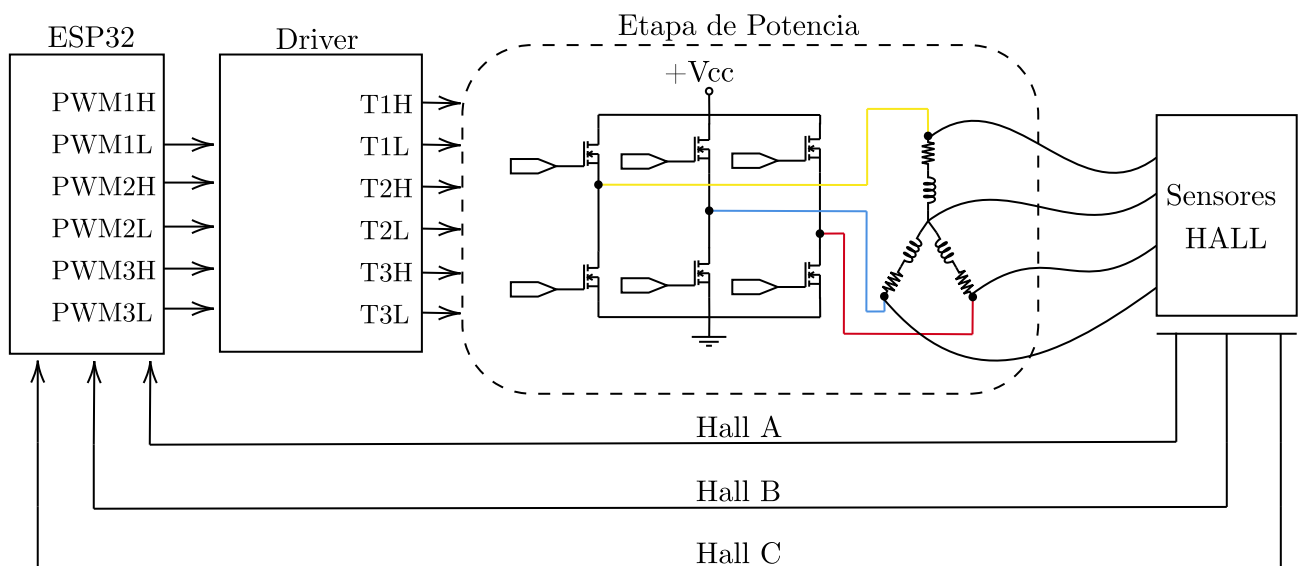 Etapa de Potencia
ESP32
Driver
+Vcc
PWM1H
PWM1L
PWM2H
PWM2L
PWM3H
PWM3L
T1H
T1L
T2H
T2L
T3H
T3L
Sensores
HALL
Hall A
Hall B
Hall C